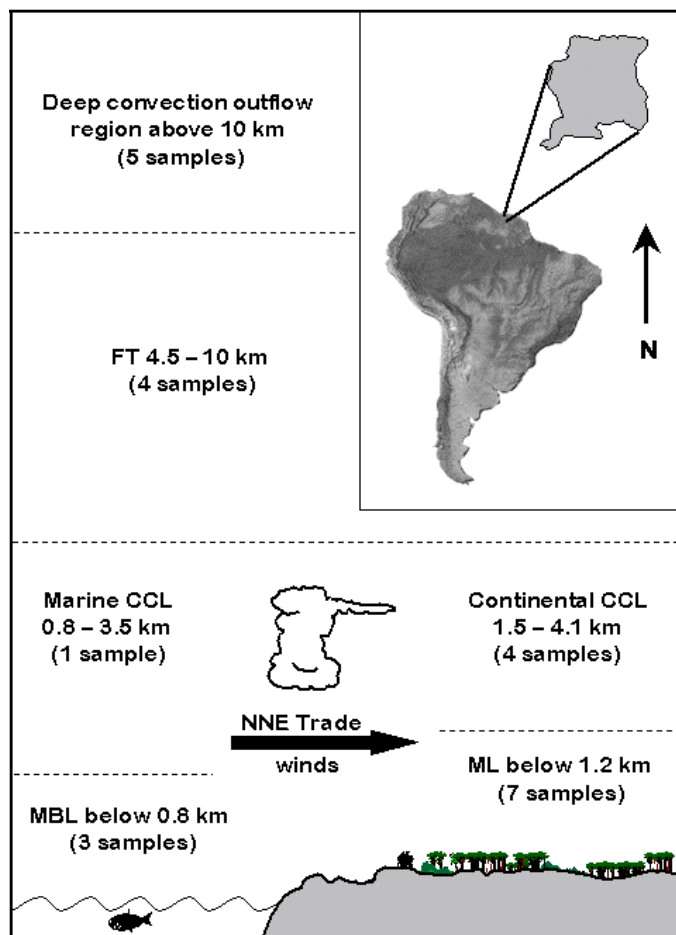 Deep convection outflow
region above 10 km
(5 samples)
N
FT 4.5 – 10 km
(4 samples)
Marine CCL
0.8 – 3.5 km
(1 sample)
Continental CCL
1.5 – 4.1 km
(4 samples)
NNE Trade
winds
ML below 1.2 km
(7 samples)
MBL below 0.8 km
(3 samples)